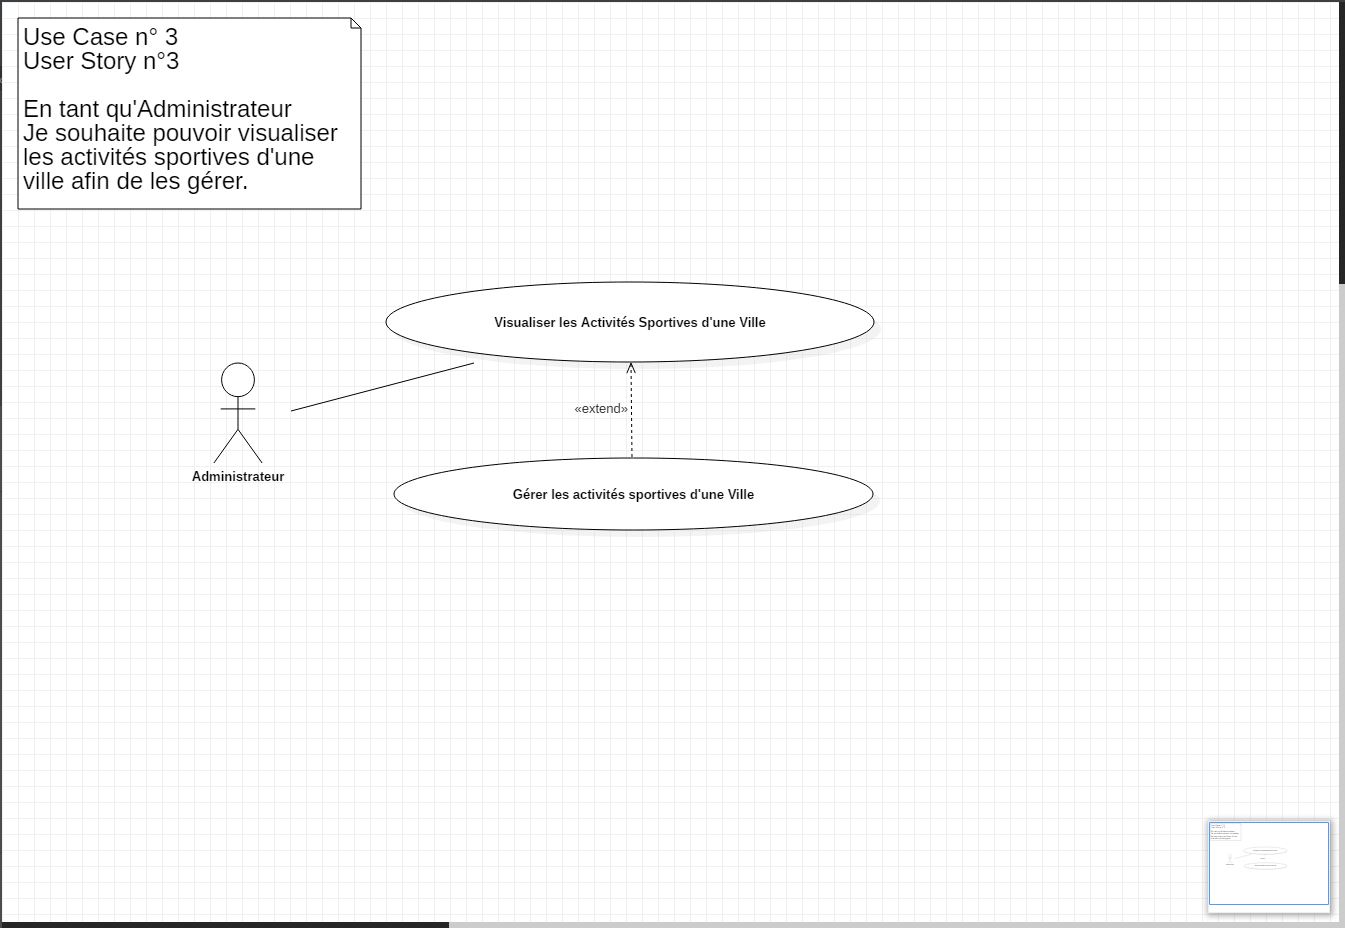 Use Case n° 3
User Story n°3
En tant qu'Administrateur
Je souhaite pouvoir visualiser
les activités sportives d'une
ville afin de les gérer.
Visualiser les Activités Sportives d'une Ville
«extend»
Administrateur
Gérer les activités sportives d'une Ville